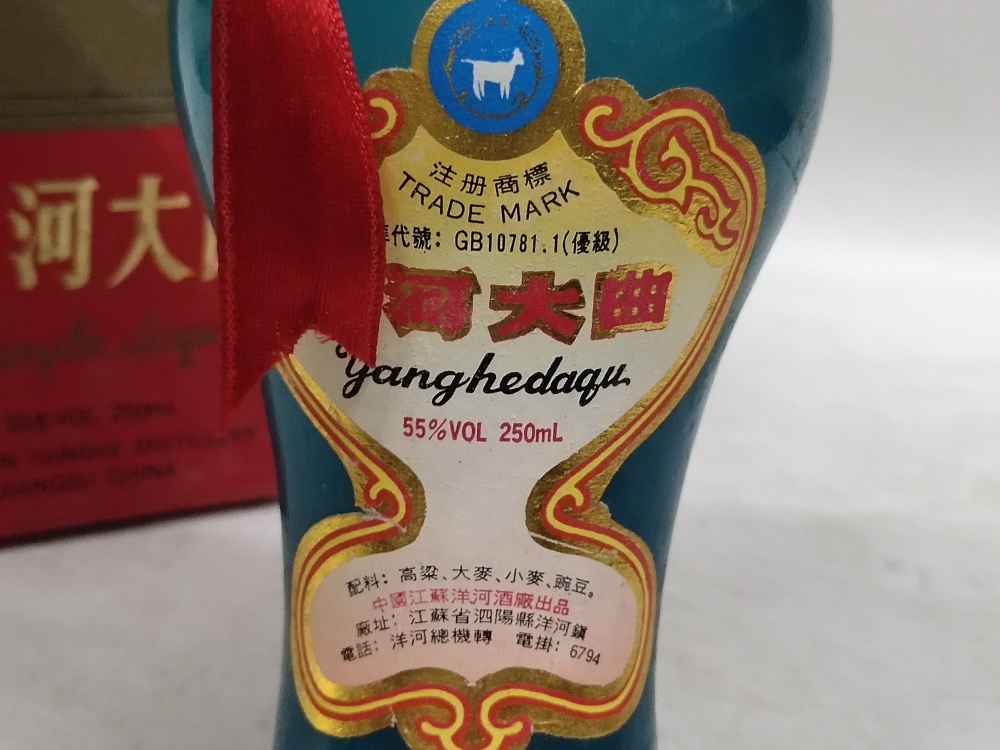 注册商標
TRADE MARK
代號: GB10781.1(優級)
河大曲
Yanghedaqu
55%VOL 250mL
配料: 高粱、大麥、小麥、豌豆。
中國江蘇洋河酒廠出品
廠址: 江蘇省泗陽縣洋河鎮
電話: 洋河總機轉 電掛: 6794
河大